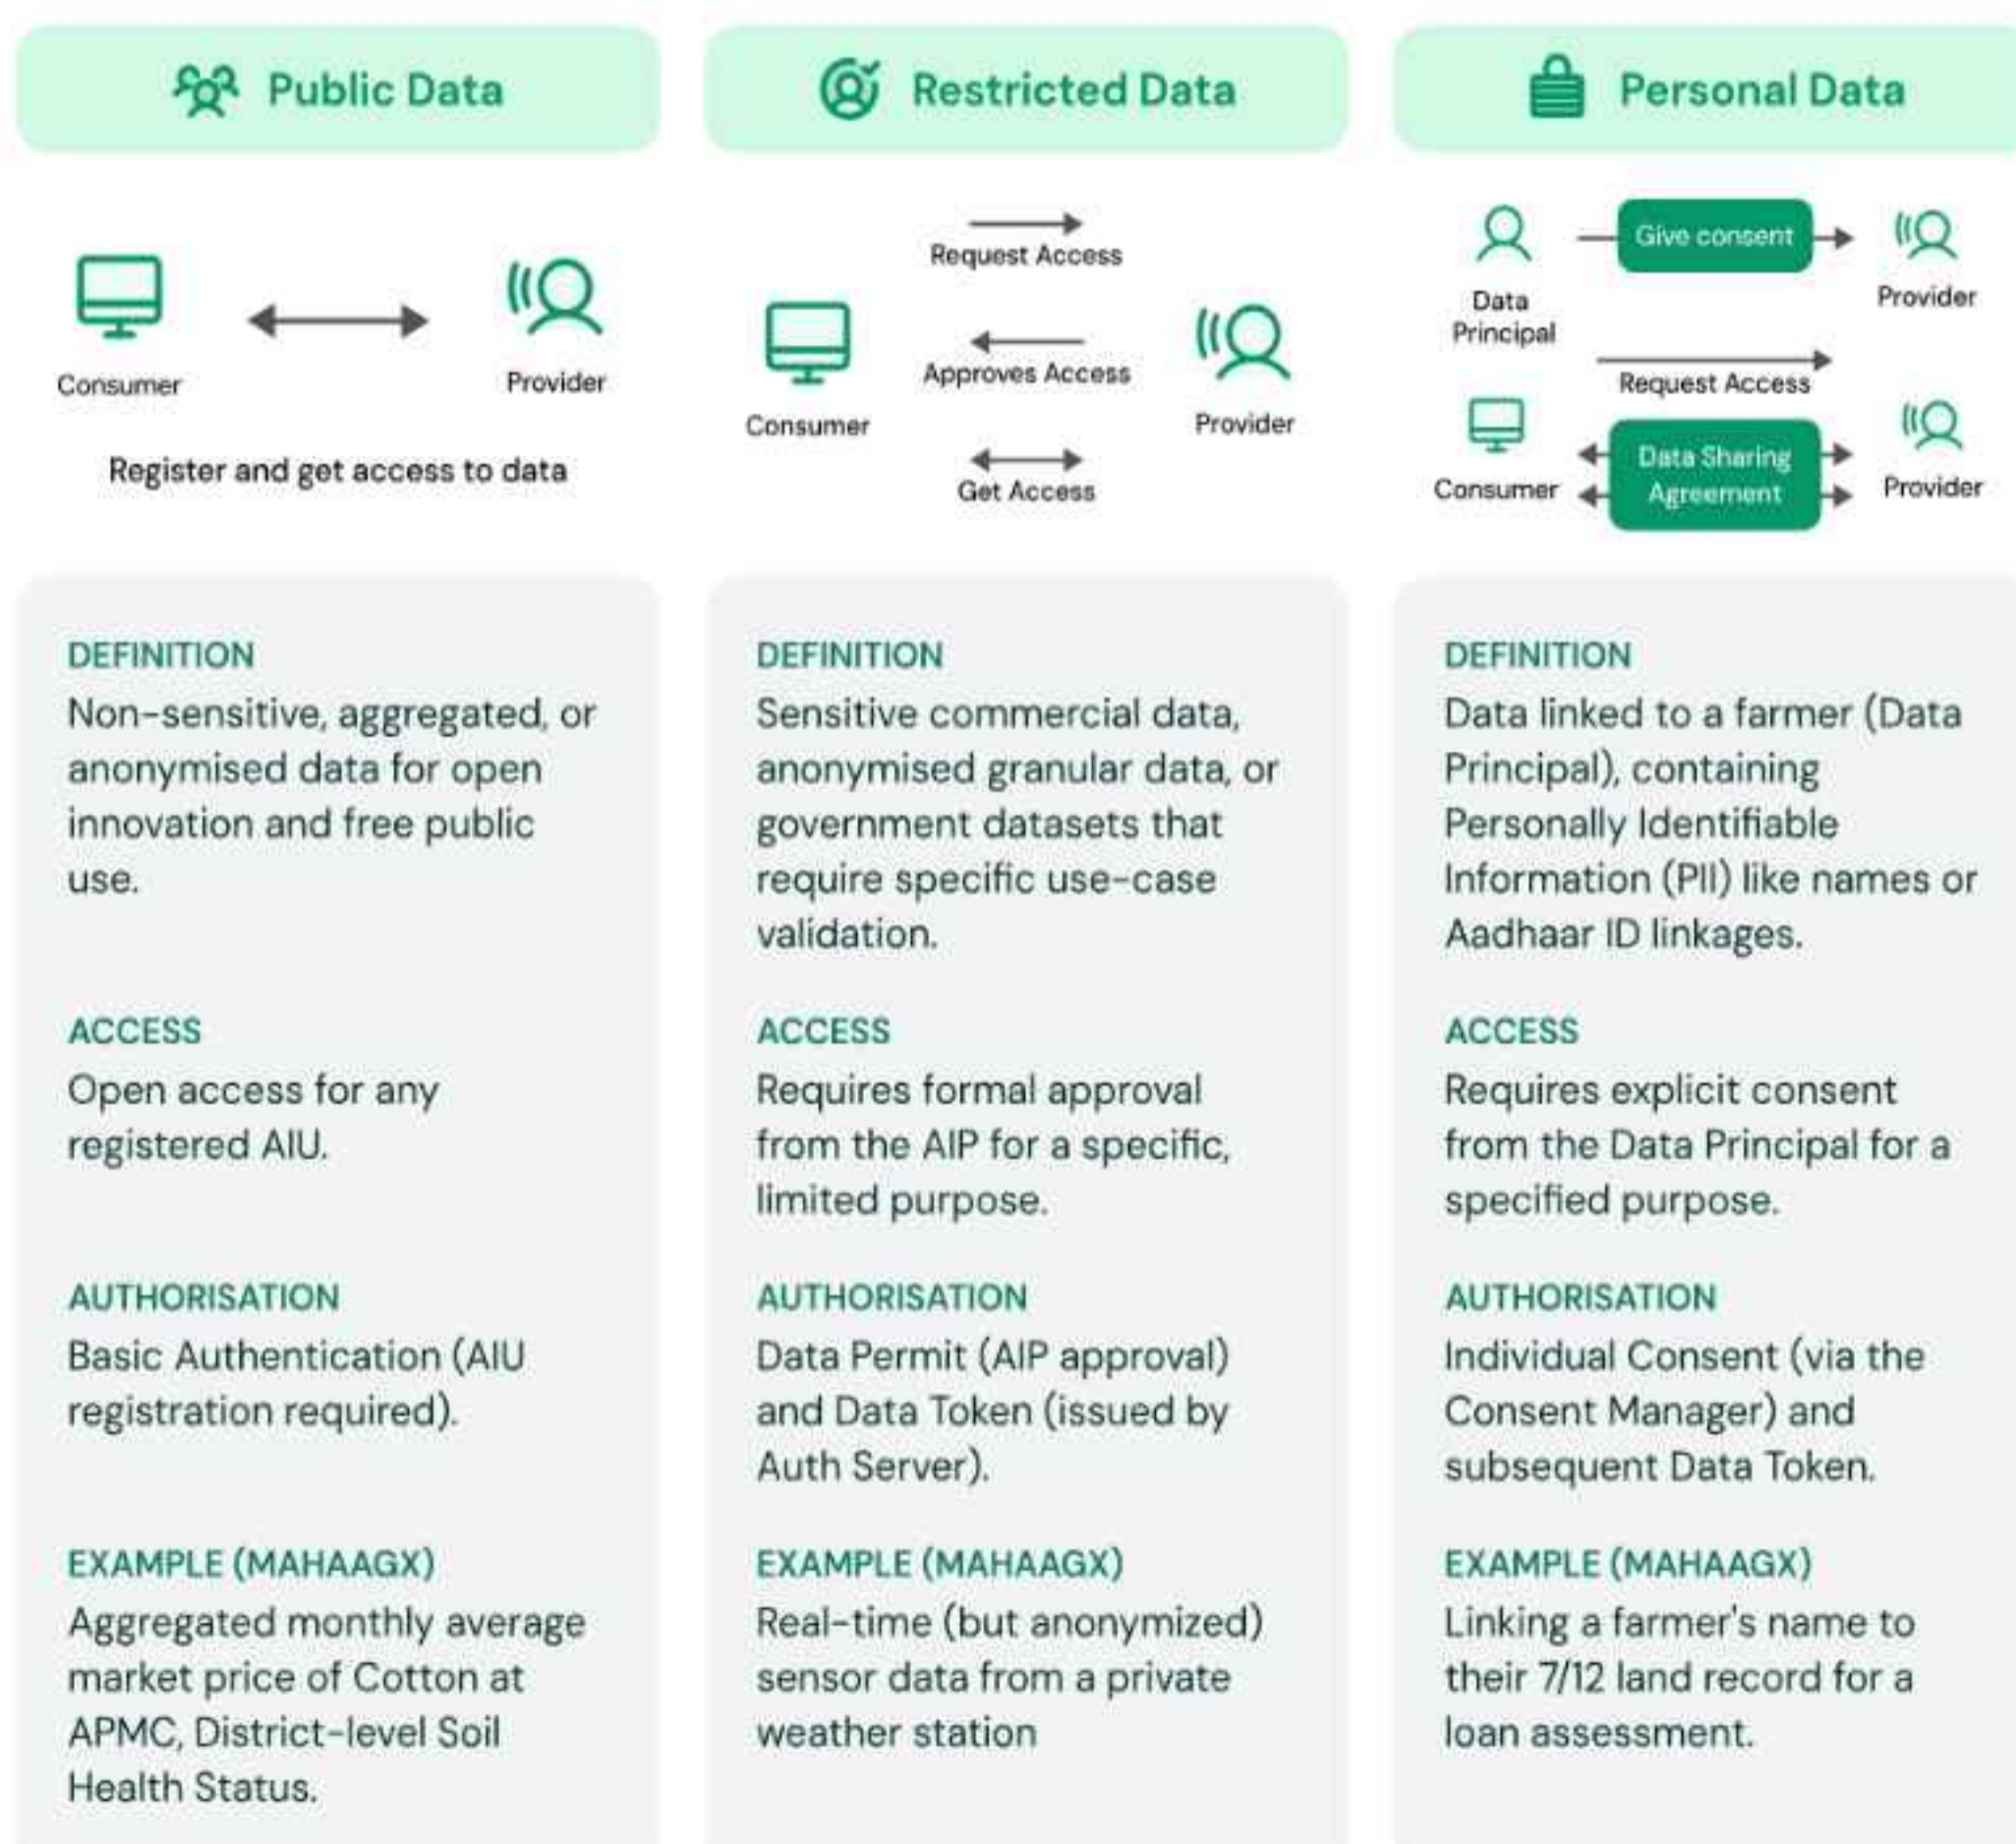 Public Data
Consumer
Provider
Register and get access to data
DEFINITION
Non-sensitive, aggregated, or
anonymised data for open
innovation and free public
use.
ACCESS
Open access for any
registered AIU.
AUTHORISATION
Basic Authentication (AIU
registration required).
EXAMPLE (MAHAAGX)
Aggregated monthly average
market price of Cotton at
APMC, District-level Soil
Health Status.
Restricted Data
Request Access
Approves Access
Consumer
Provider
Get Access
DEFINITION
Sensitive commercial data,
anonymised granular data, or
government datasets that
require specific use-case
validation.
ACCESS
Requires formal approval
from the AIP for a specific,
limited purpose.
AUTHORISATION
Data Permit (AIP approval)
and Data Token (issued by
Auth Server).
EXAMPLE (MAHAAGX)
Real-time (but anonymized)
sensor data from a private
weather station
Personal Data
Give consent
Data
Principal
Provider
Request Access
Consumer
Data Sharing
Agreement
Provider
DEFINITION
Data linked to a farmer (Data
Principal), containing
Personally Identifiable
Information (PII) like names or
Aadhaar ID linkages.
ACCESS
Requires explicit consent
from the Data Principal for a
specified purpose.
AUTHORISATION
Individual Consent (via the
Consent Manager) and
subsequent Data Token.
EXAMPLE (MAHAAGX)
Linking a farmer's name to
their 7/12 land record for a
loan assessment.